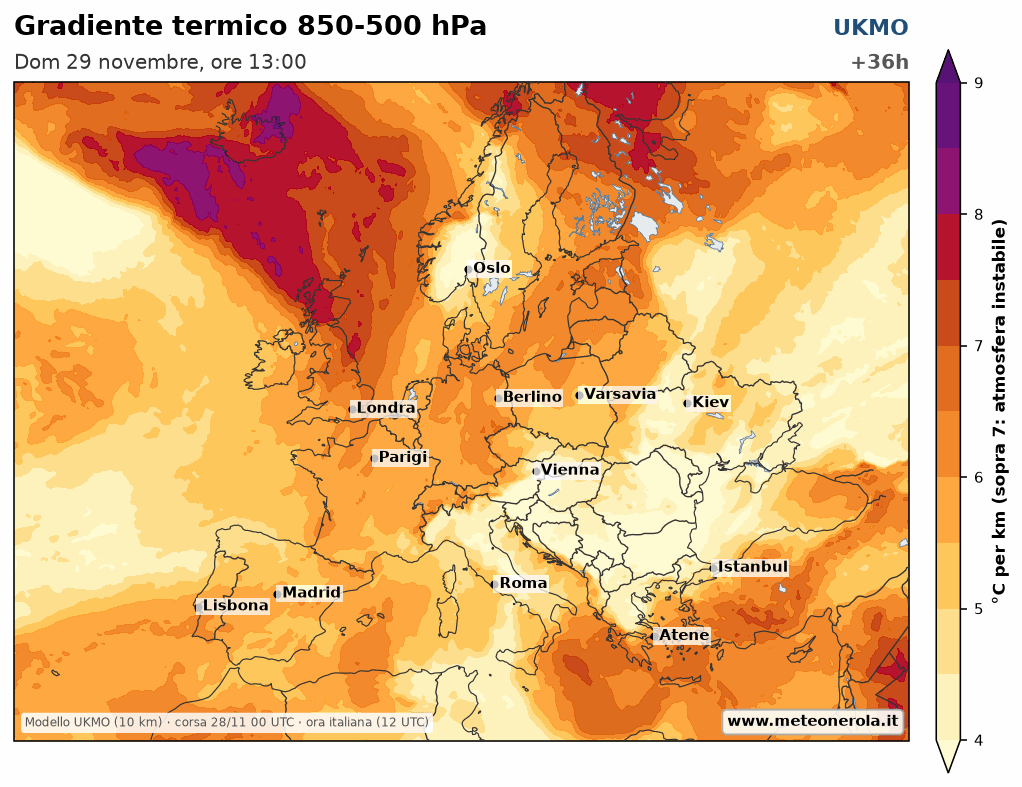 Gradiente termico 850-500 hPa
UKMO
Dom 29 novembre, ore 13:00
+36h
9
8
7
6
5
4
°C per km (sopra 7: atmosfera instabile)
Oslo
Berlino
Varsavia
Kiev
Londra
Parigi
Vienna
Istanbul
Roma
Madrid
Lisbona
Atene
Modello UKMO (10 km) · corsa 28/11 00 UTC · ora italiana (12 UTC)
www.meteonerola.it